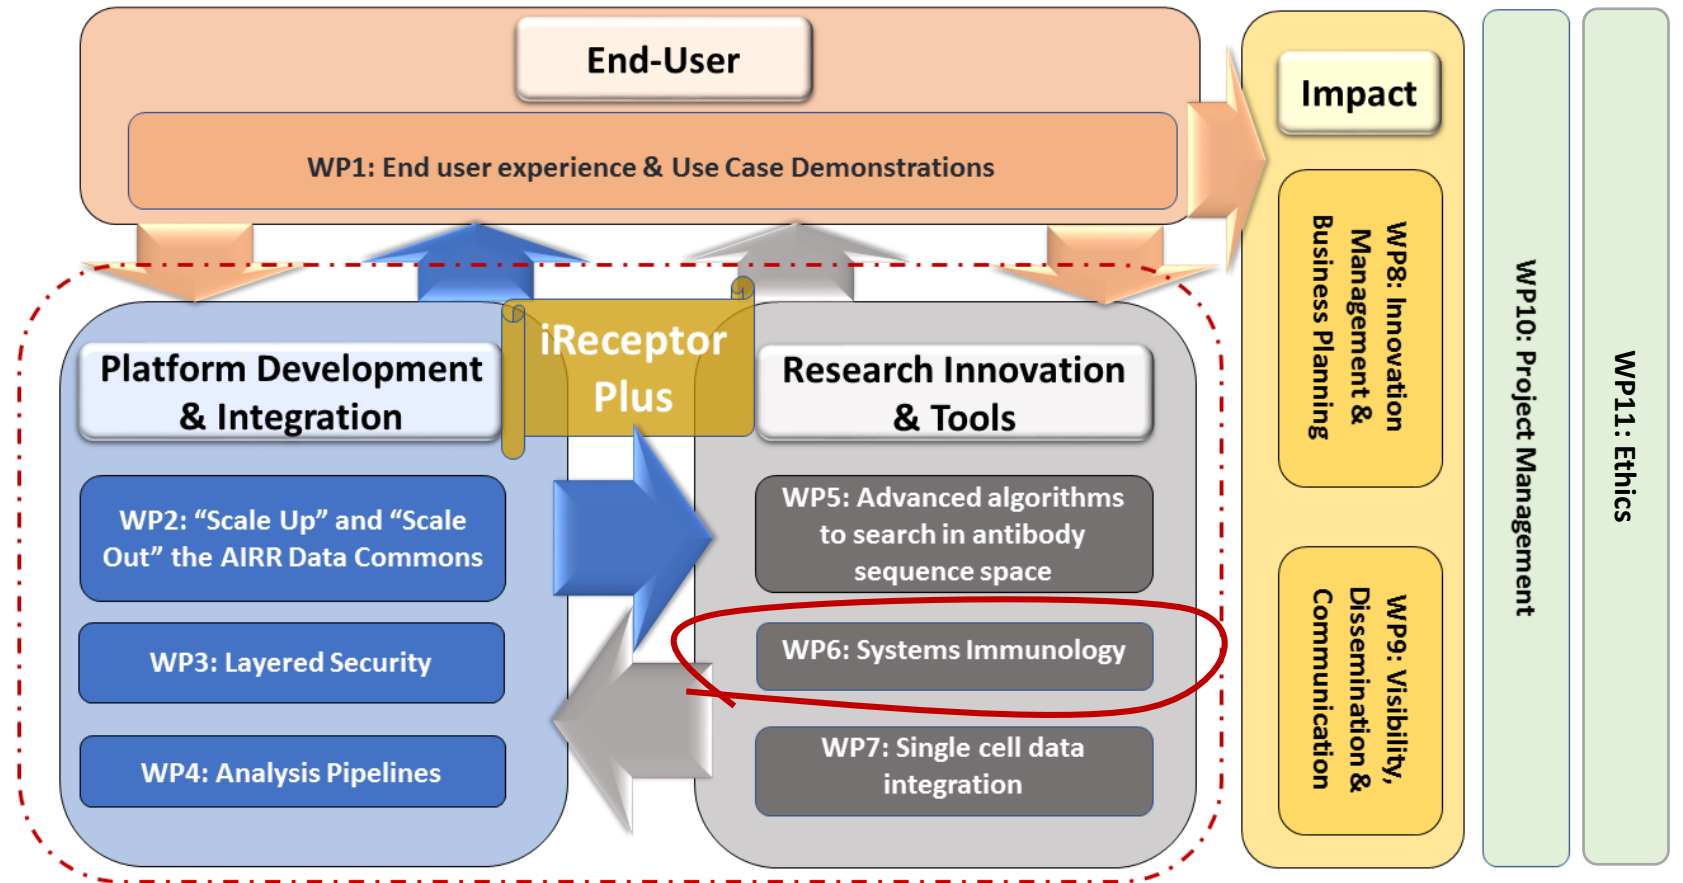 End-User
WP1: End user experience & Use Case Demonstrations
iReceptor
Plus
Platform Development
& Integration
WP2: “Scale Up” and “Scale
Out” the AIRR Data Commons
WP3: Layered Security
WP4: Analysis Pipelines
Research Innovation
& Tools
WP5: Advanced algorithms
to search in antibody
sequence space
WP6: Systems Immunology
WP7: Single cell data
integration
Impact
WP8: Innovation
Management &
Business Planning
WP9: Visibility,
Dissemination &
Communication
WP10: Project Management
WP11: Ethics